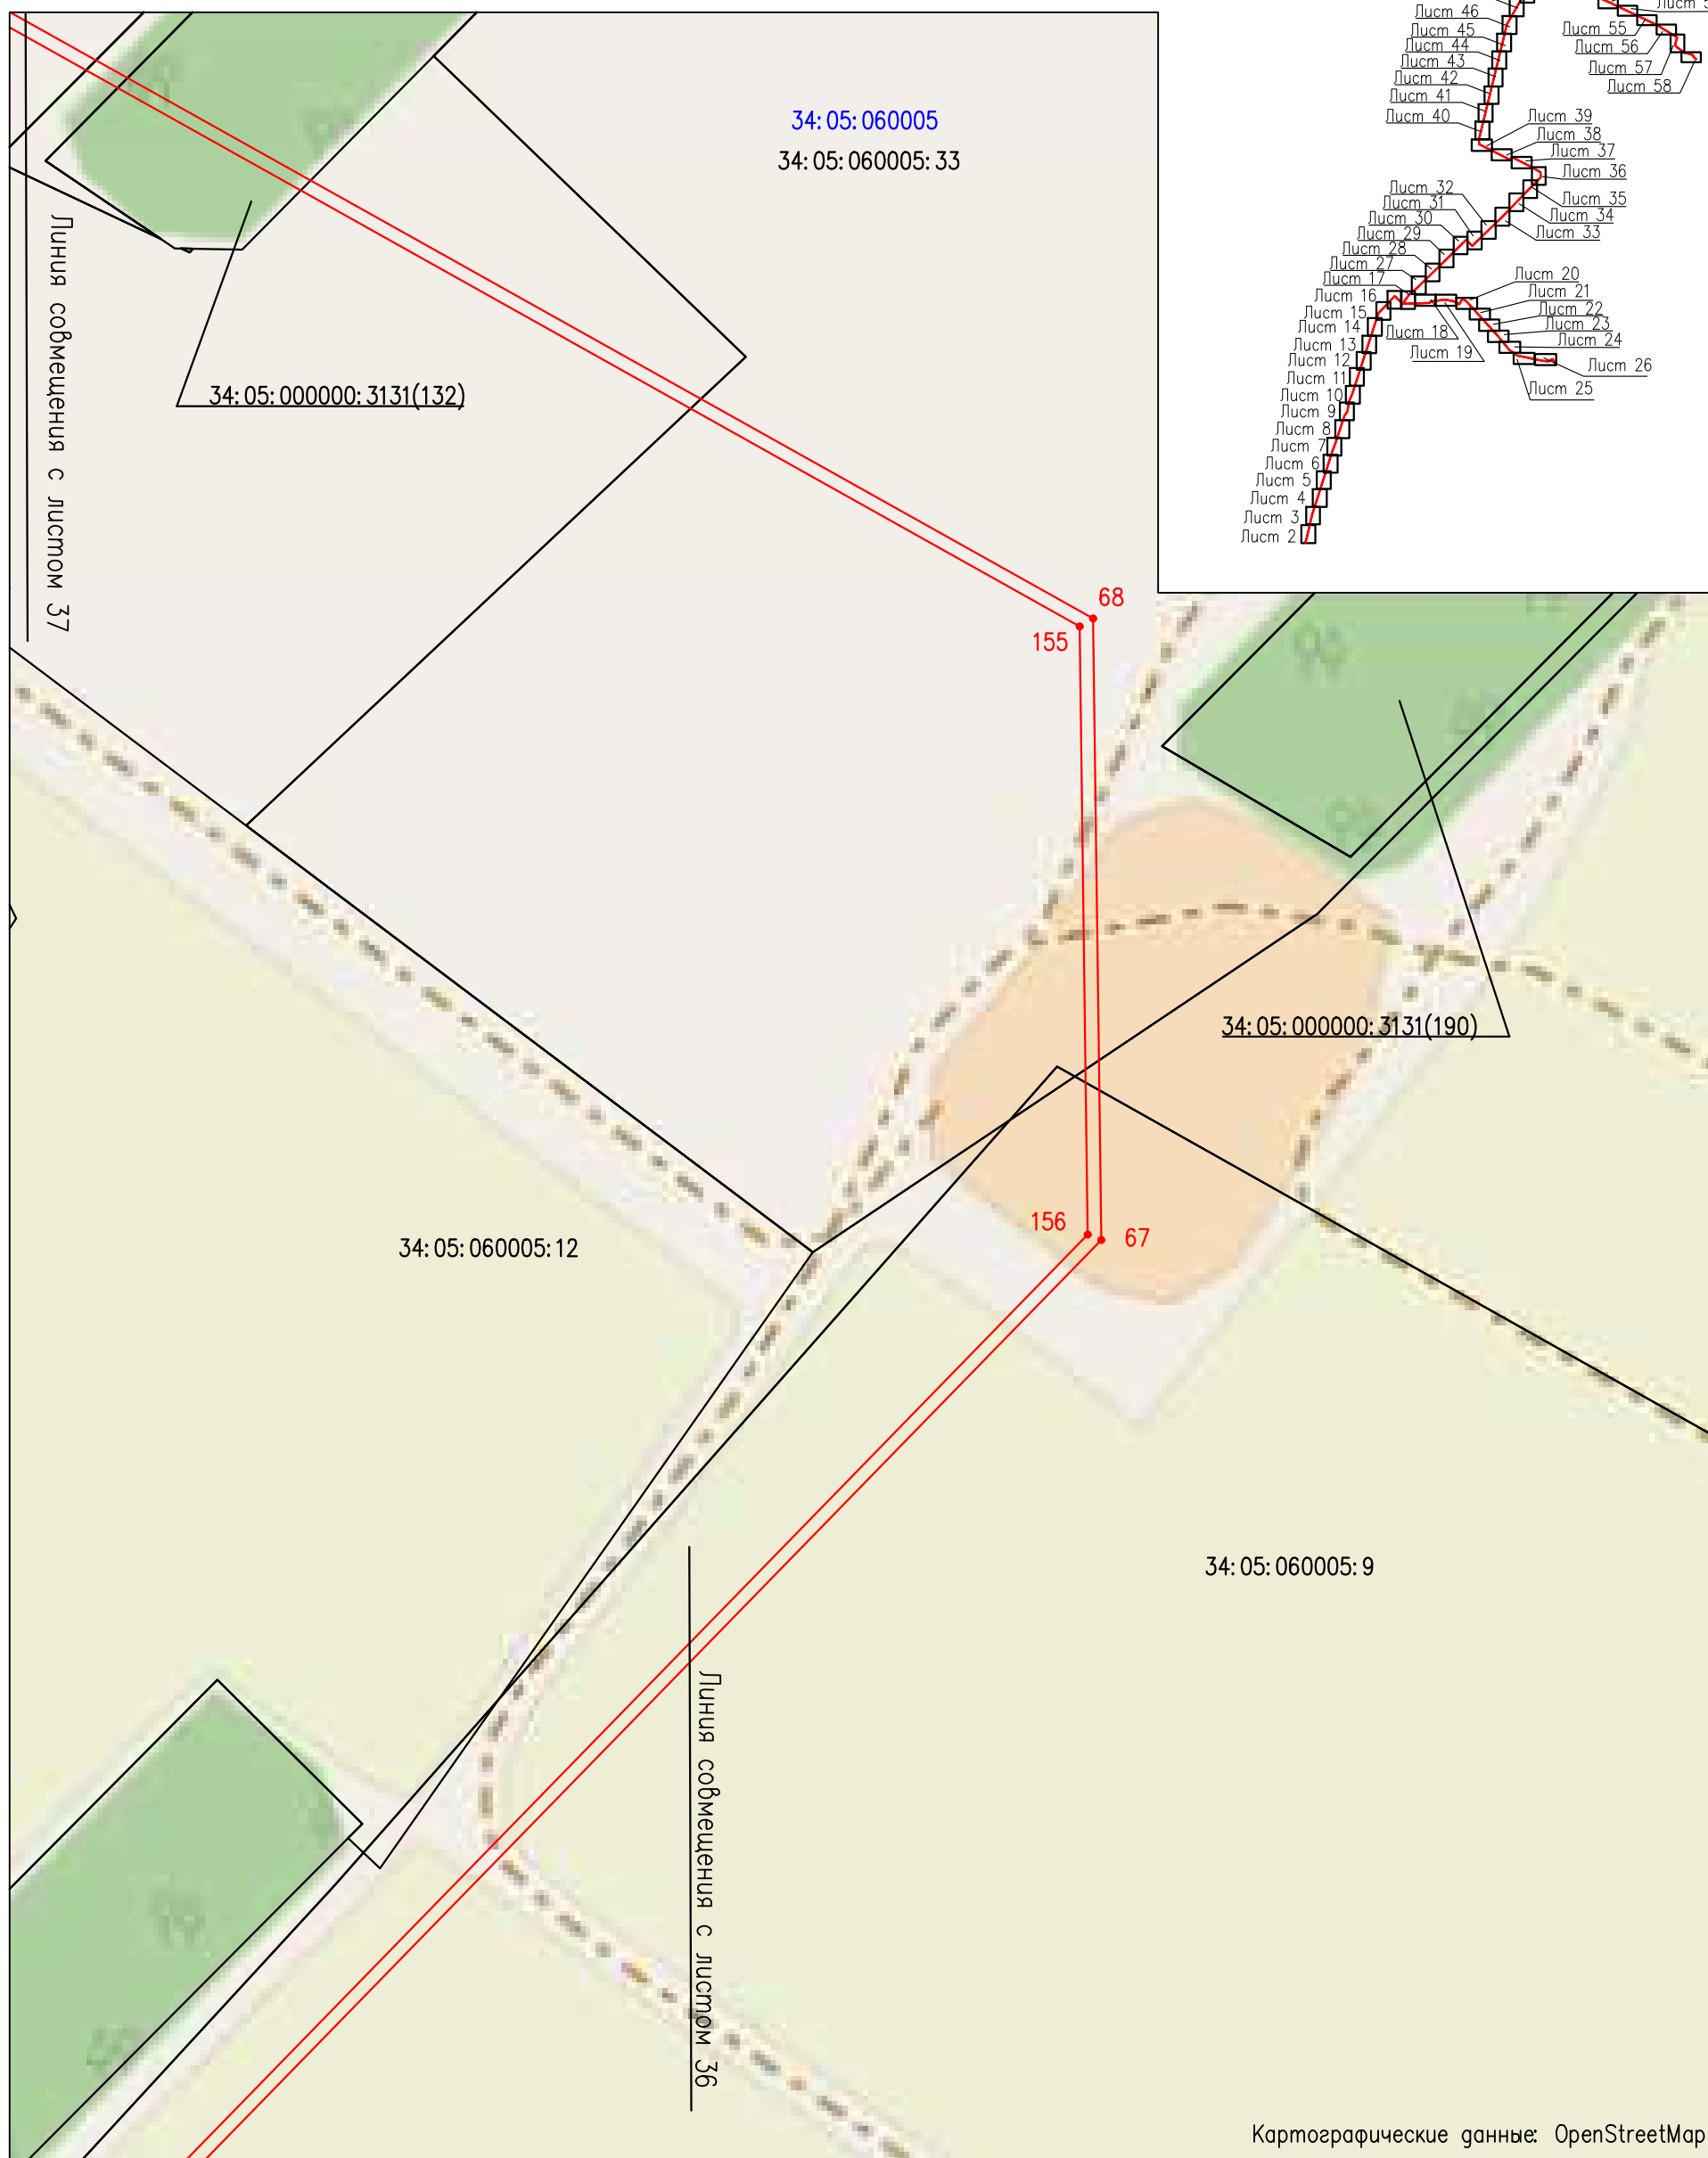 34:05:060005
34:05:060005:33
34:05:000000:3131(132)
Линия совмещения с листом 37
68
155
34:05:000000:3131(190)
156
67
34:05:060005:12
34:05:060005:9
Линия совмещения с листом 36
Картографические данные: OpenStreetMap
Лист 46
Лист 45
Лист 44
Лист 43
Лист 42
Лист 41
Лист 40
Лист 55
Лист 56
Лист 57
Лист 58
Лист 39
Лист 38
Лист 37
Лист 36
Лист 35
Лист 34
Лист 33
Лист 32
Лист 31
Лист 30
Лист 29
Лист 28
Лист 27
Лист 17
Лист 16
Лист 15
Лист 14
Лист 13
Лист 12
Лист 11
Лист 10
Лист 9
Лист 8
Лист 7
Лист 6
Лист 5
Лист 4
Лист 3
Лист 2
Лист 18
Лист 19
Лист 20
Лист 21
Лист 22
Лист 23
Лист 24
Лист 26
Лист 25